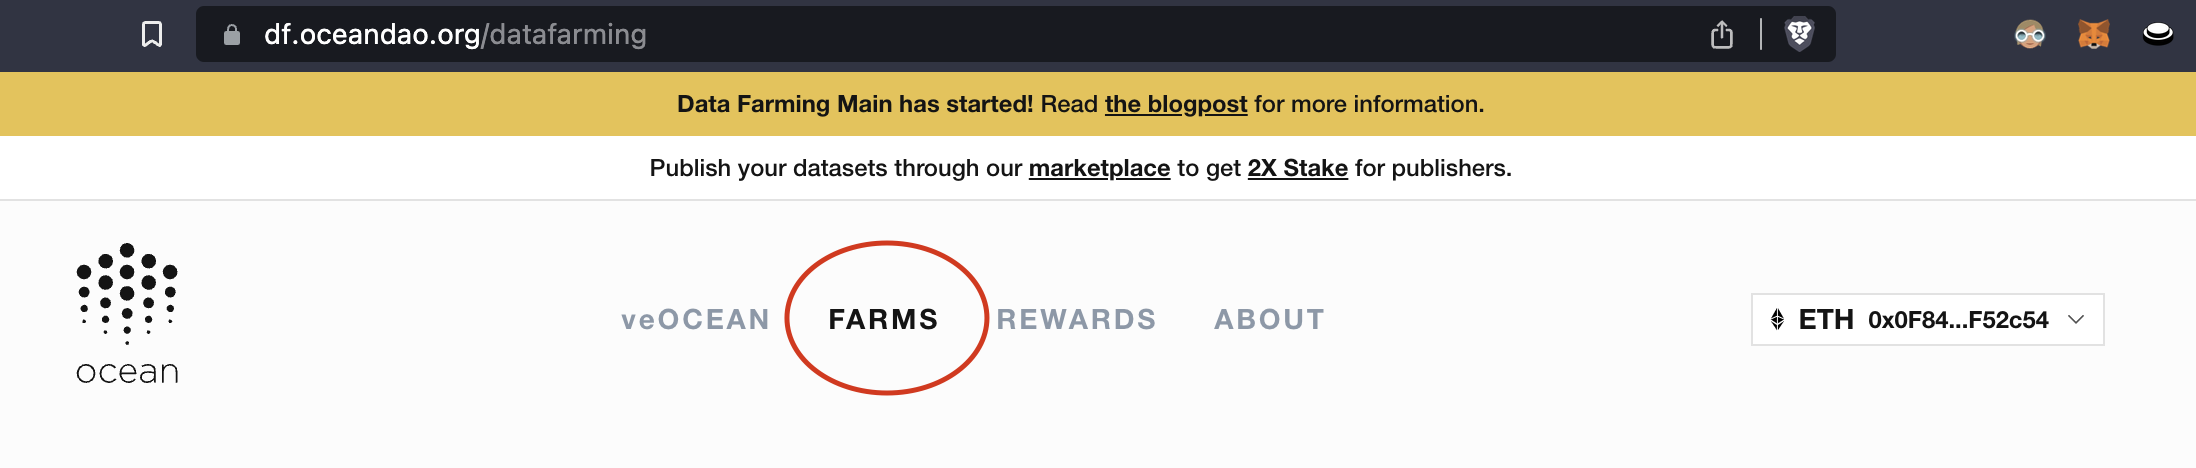 df.oceandao.org/datafarming
Data Farming Main has started! Read the blogpost for more information.
Publish your datasets through our marketplace to get 2X Stake for publishers.
ocean
veOCEAN FARMS REWARDS ABOUT
ETH 0x0F84...F52c54